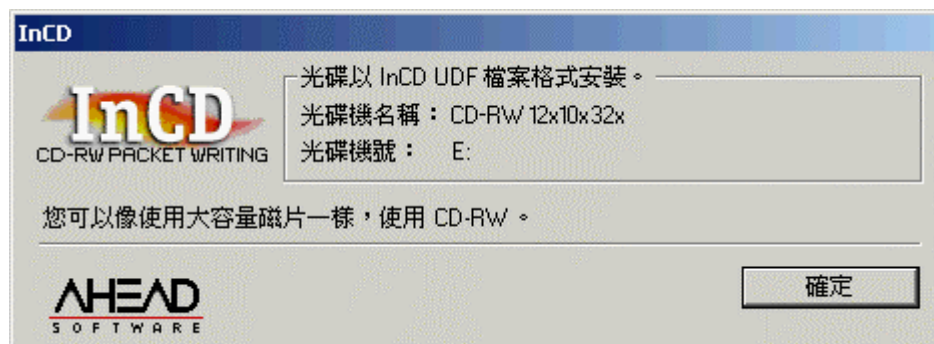 InCD
光碟以 InCD UDF 檔案格式安裝。
InCD
CD-RW PACKET WRITING
光碟機名稱： CD-RW 12x10x32x
光碟機號： E:
您可以像使用大容量磁片一樣，使用 CD-RW 。
AHEAD
SOFTWARE
確定